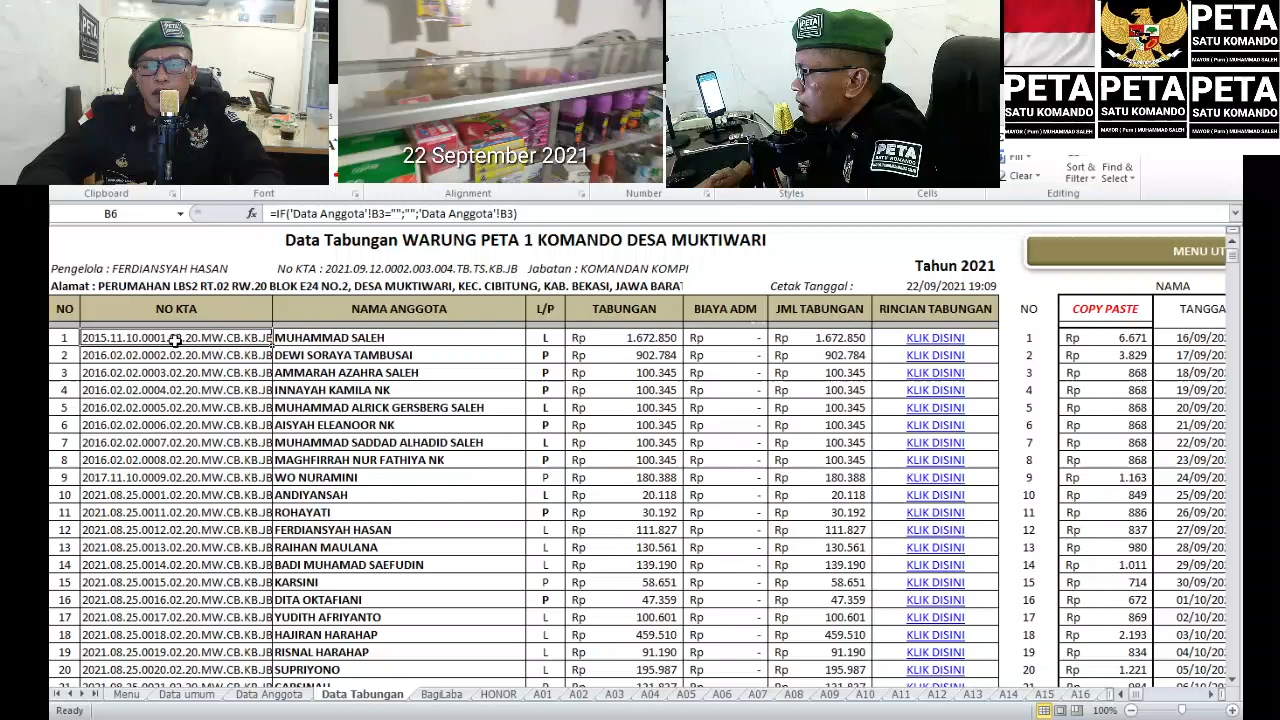 PETA
SATU KOMANDO
MAYOR ( Purn ) MUHAMMAD SALEH
PETA
SATU KOMANDO
MAYOR ( Purn ) MUHAMMAD SALEH
PETA
SATU KOMANDO
MAYOR ( Purn ) MUHAMMAD SALEH
PETA
SATU KOMANDO
MAYOR ( Purn ) MUHAMMAD SALEH
22 September 2021
PETA
Fill
Clear
Sort &
Filter
Find &
Select
Clipboard Font Alignment Number Styles Cells Editing
B6 fx =IF('Data Anggota'!B3="";"";'Data Anggota'!B3)
Data Tabungan WARUNG PETA 1 KOMANDO DESA MUKTIWARI
MENU UT
Pengelola : FERDIANSYAH HASAN No KTA : 2021.09.12.0002.003.004.TB.TS.KB.JB Jabatan : KOMANDAN KOMPI Tahun 2021
Alamat : PERUMAHAN LBS2 RT.02 RW.20 BLOK E24 NO.2, DESA MUKTIWARI, KEC. CIBITUNG, KAB. BEKASI, JAWA BARAT Cetak Tanggal : 22/09/2021 19:09 NAMA
NO NO KTA NAMA ANGGOTA L/P TABUNGAN BIAYA ADM JML TABUNGAN RINCIAN TABUNGAN NO COPY PASTE TANGGA
1 2015.11.10.0001. .20.MW.CB.KB.JE MUHAMMAD SALEH L Rp 1.672.850 Rp - Rp 1.672.850 KLIK DISINI 1 Rp 6.671 16/09/20
2 2016.02.02.0002.02.20.MW.CB.KB.JB DEWI SORAYA TAMBUSAI P Rp 902.784 Rp - Rp 902.784 KLIK DISINI 2 Rp 3.829 17/09/20
3 2016.02.02.0003.02.20.MW.CB.KB.JB AMMARAH AZAHRA SALEH P Rp 100.345 Rp - Rp 100.345 KLIK DISINI 3 Rp 868 18/09/20
4 2016.02.02.0004.02.20.MW.CB.KB.JB INNAYAH KAMILA NK P Rp 100.345 Rp - Rp 100.345 KLIK DISINI 4 Rp 868 19/09/20
5 2016.02.02.0005.02.20.MW.CB.KB.JB MUHAMMAD ALRICK GERSBERG SALEH L Rp 100.345 Rp - Rp 100.345 KLIK DISINI 5 Rp 868 20/09/20
6 2016.02.02.0006.02.20.MW.CB.KB.JB AISYAH ELEANOOR NK P Rp 100.345 Rp - Rp 100.345 KLIK DISINI 6 Rp 868 21/09/20
7 2016.02.02.0007.02.20.MW.CB.KB.JB MUHAMMAD SADDAD ALHADID SALEH L Rp 100.345 Rp - Rp 100.345 KLIK DISINI 7 Rp 868 22/09/20
8 2016.02.02.0008.02.20.MW.CB.KB.JB MAGHFIRRAH NUR FATHIYA NK P Rp 100.345 Rp - Rp 100.345 KLIK DISINI 8 Rp 868 23/09/20
9 2017.11.10.0009.02.20.MW.CB.KB.JB WO NURAMINI P Rp 180.388 Rp - Rp 180.388 KLIK DISINI 9 Rp 1.163 24/09/20
10 2021.08.25.0001.02.20.MW.CB.KB.JB ANDIYANSAH L Rp 20.118 Rp - Rp 20.118 KLIK DISINI 10 Rp 849 25/09/20
11 2021.08.25.0011.02.20.MW.CB.KB.JB ROHAYATI P Rp 30.192 Rp - Rp 30.192 KLIK DISINI 11 Rp 886 26/09/20
12 2021.08.25.0012.02.20.MW.CB.KB.JB FERDIANSYAH HASAN L Rp 111.827 Rp - Rp 111.827 KLIK DISINI 12 Rp 837 27/09/20
13 2021.08.25.0013.02.20.MW.CB.KB.JB RAIHAN MAULANA L Rp 130.561 Rp - Rp 130.561 KLIK DISINI 13 Rp 980 28/09/20
14 2021.08.25.0014.02.20.MW.CB.KB.JB BADI MUHAMAD SAEFUDIN L Rp 139.190 Rp - Rp 139.190 KLIK DISINI 14 Rp 1.011 29/09/20
15 2021.08.25.0015.02.20.MW.CB.KB.JB KARSINI P Rp 58.651 Rp - Rp 58.651 KLIK DISINI 15 Rp 714 30/09/20
16 2021.08.25.0016.02.20.MW.CB.KB.JB DITA OKTAFIANI P Rp 47.359 Rp - Rp 47.359 KLIK DISINI 16 Rp 672 01/10/20
17 2021.08.25.0017.02.20.MW.CB.KB.JB YUDITH AFRIYANTO L Rp 100.601 Rp - Rp 100.601 KLIK DISINI 17 Rp 869 02/10/20
18 2021.08.25.0018.02.20.MW.CB.KB.JB HAJIRAN HARAHAP L Rp 459.510 Rp - Rp 459.510 KLIK DISINI 18 Rp 2.193 03/10/20
19 2021.08.25.0019.02.20.MW.CB.KB.JB RISNAL HARAHAP L Rp 91.190 Rp - Rp 91.190 KLIK DISINI 19 Rp 834 04/10/20
20 2021.08.25.0020.02.20.MW.CB.KB.JB SUPRIYONO L Rp 195.987 Rp - Rp 195.987 KLIK DISINI 20 Rp 1.221 05/10/20
Menu Data umum Data Anggota Data Tabungan BagiLaba HONOR A01 A02 A03 A04 A05 A06 A07 A08 A09 A10 A11 A12 A13 A14 A15 A16
Ready 100%